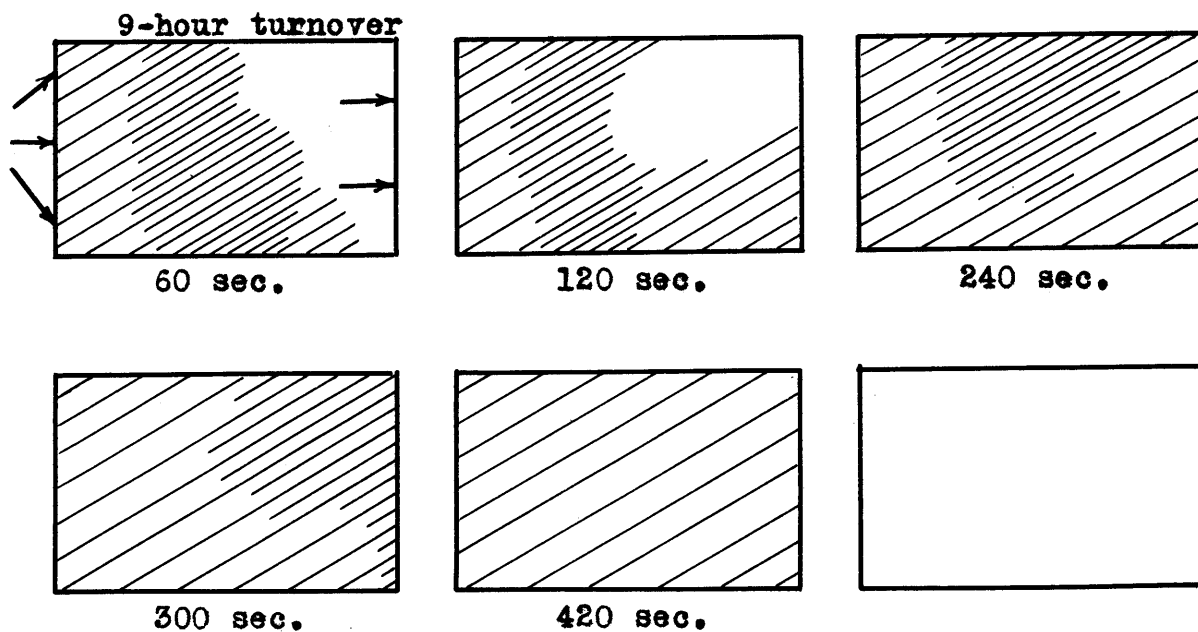 9-hour turnover
60 sec.
120 sec.
240 sec.
300 sec.
420 sec.